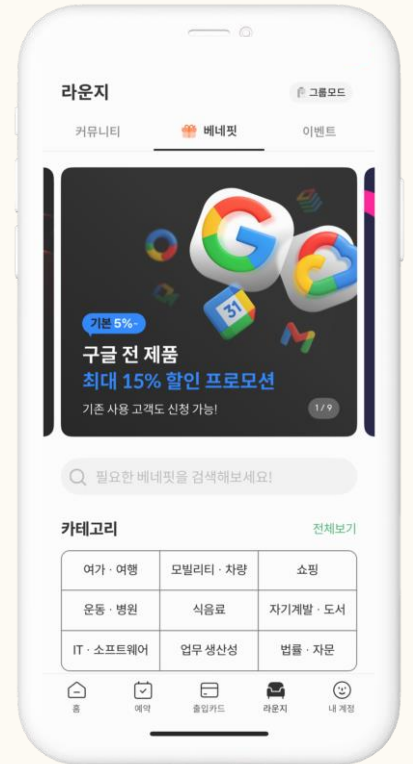 라운지
그룹모드
커뮤니티
베네핏
이벤트
31
기본 5%~
구글 전 제품
최대 15% 할인 프로모션
기존 사용 고객도 신청 가능!
1 / 9
필요한 베네핏을 검색해보세요!
카테고리
전체보기
여가 · 여행
모빌리티 · 차량
쇼핑
운동 · 병원
식음료
자기계발 · 도서
IT · 소프트웨어
업무 생산성
법률 · 자문
홈
예약
출입카드
라운지
내 계정